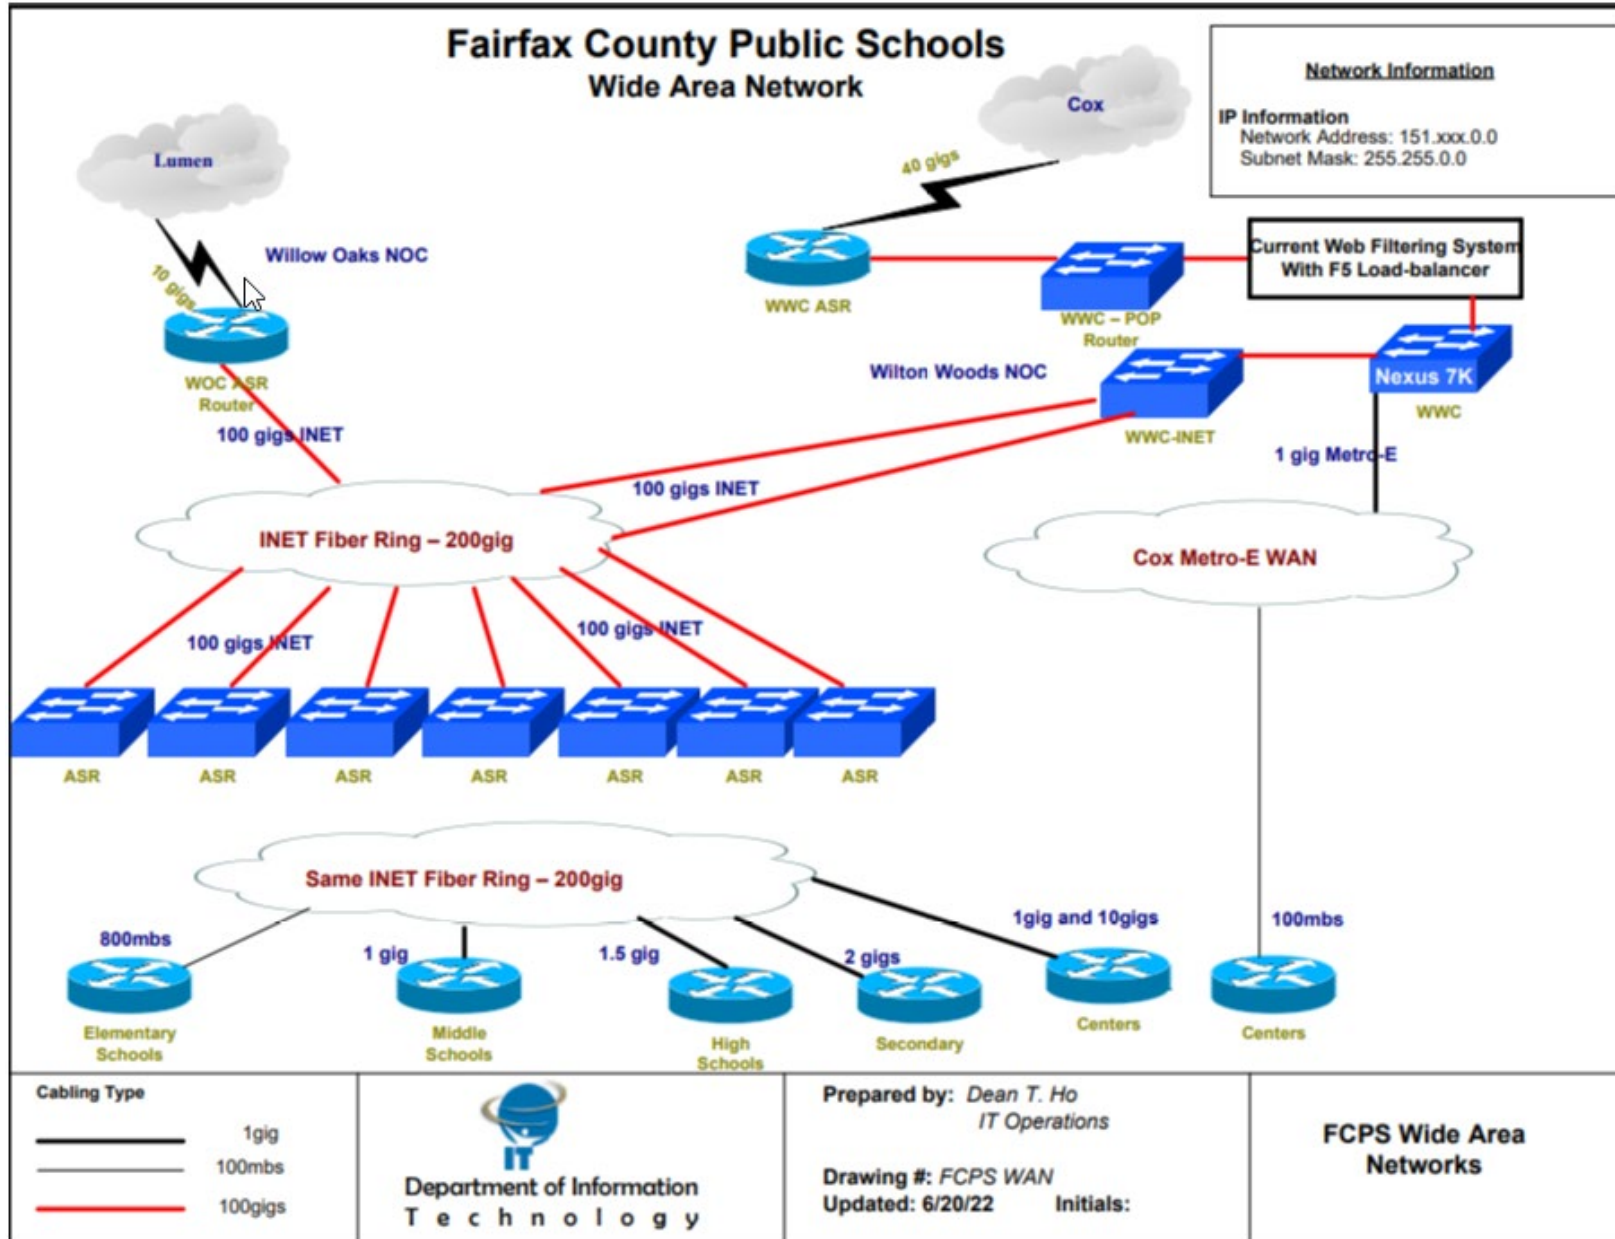 Fairfax County Public Schools
Wide Area Network
Network Information
IP Information
Network Address: 151.xxx.0.0
Subnet Mask: 255.255.0.0
Lumen
Cox
40 gigs
10 gigs
Willow Oaks NOC
Current Web Filtering System
With F5 Load-balancer
WWC ASR
WWC – POP
Router
WOC ASR
Router
Wilton Woods NOC
Nexus 7K
WWC
WWC-INET
100 gigs INET
1 gig Metro-E
100 gigs INET
INET Fiber Ring – 200gig
Cox Metro-E WAN
100 gigs INET
100 gigs INET
ASR
ASR
ASR
ASR
ASR
ASR
ASR
Same INET Fiber Ring – 200gig
800mbs
1 gig
1.5 gig
2 gigs
1gig and 10gigs
100mbs
Elementary
Schools
Middle
Schools
High
Schools
Secondary
Centers
Centers
Cabling Type
1gig
100mbs
100gigs
IT
Department of Information
Technology
Prepared by: Dean T. Ho
IT Operations
Drawing #: FCPS WAN
Updated: 6/20/22 Initials:
FCPS Wide Area
Networks